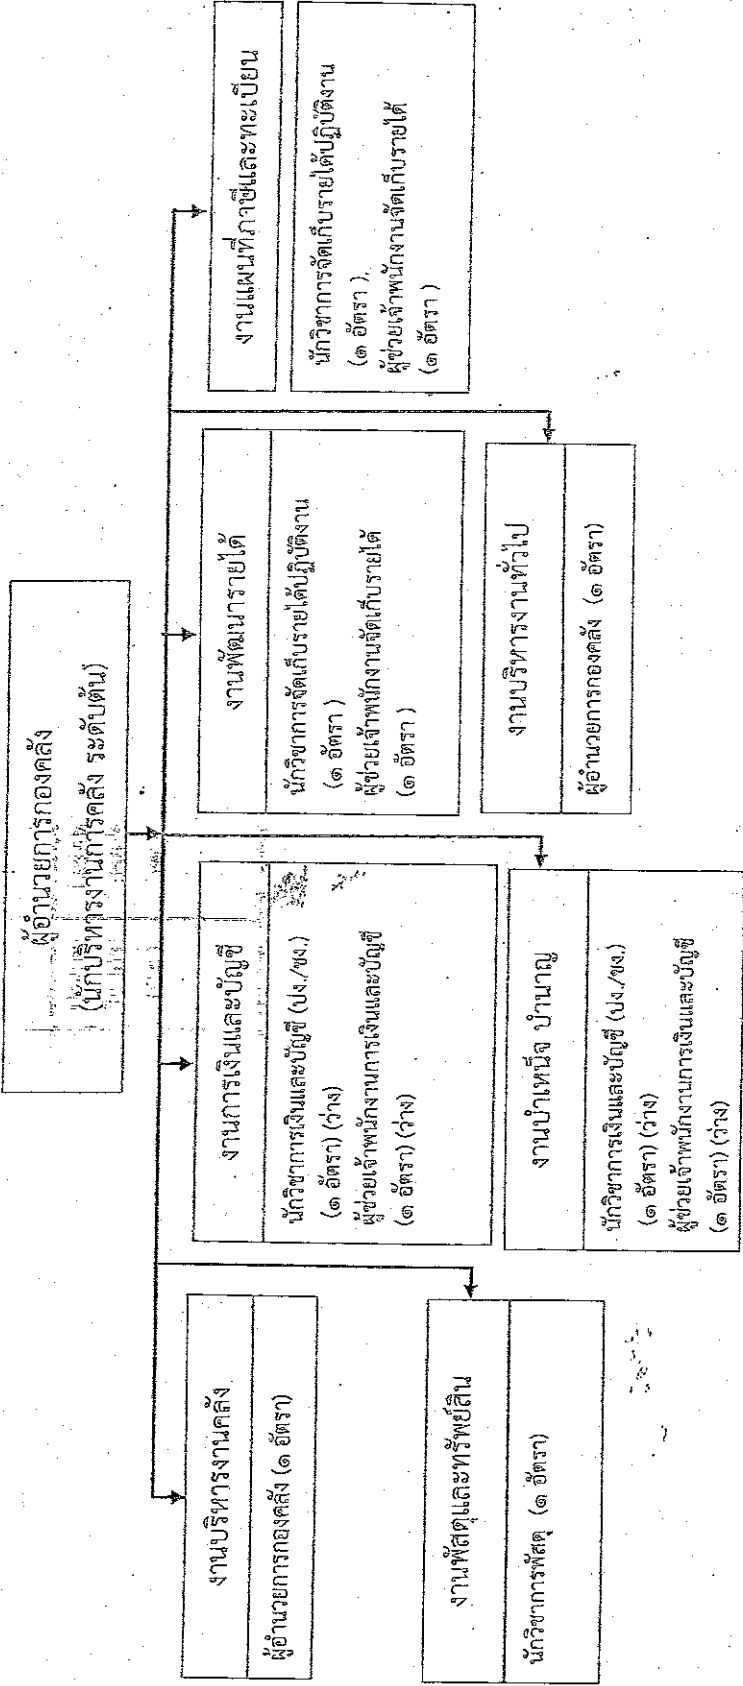 ผู้อำนวยการกองคลัง
(นักบริหารงานการคลัง ระดับต้น)
งานบริหารงานคลัง
ผู้อำนวยการกองคลัง (๑ อัตรา)
งานการเงินและบัญชี
นักวิชาการเงินและบัญชี (ปง./ชง.)
(๑ อัตรา) (ว่าง)
ผู้ช่วยเจ้าพนักงานการเงินและบัญชี
(๑ อัตรา) (ว่าง)
งานพัฒนารายได้
นักวิชาการจัดเก็บรายได้ปฏิบัติงาน
(๑ อัตรา )
ผู้ช่วยเจ้าพนักงานจัดเก็บรายได้
(๑ อัตรา )
งานแผนที่ภาษีและทะเบียน
นักวิชาการจัดเก็บรายได้ปฏิบัติงาน
(๑ อัตรา )
ผู้ช่วยเจ้าพนักงานจัดเก็บรายได้
(๑ อัตรา )
งานพัสดุและทรัพย์สิน
นักวิชาการพัสดุ (๑ อัตรา)
งานบำเหน็จ บำนาญ
นักวิชาการเงินและบัญชี (ปง./ชง.)
(๑ อัตรา) (ว่าง)
ผู้ช่วยเจ้าพนักงานการเงินและบัญชี
(๑ อัตรา) (ว่าง)
งานบริหารงานทั่วไป
ผู้อำนวยการกองคลัง (๑ อัตรา)